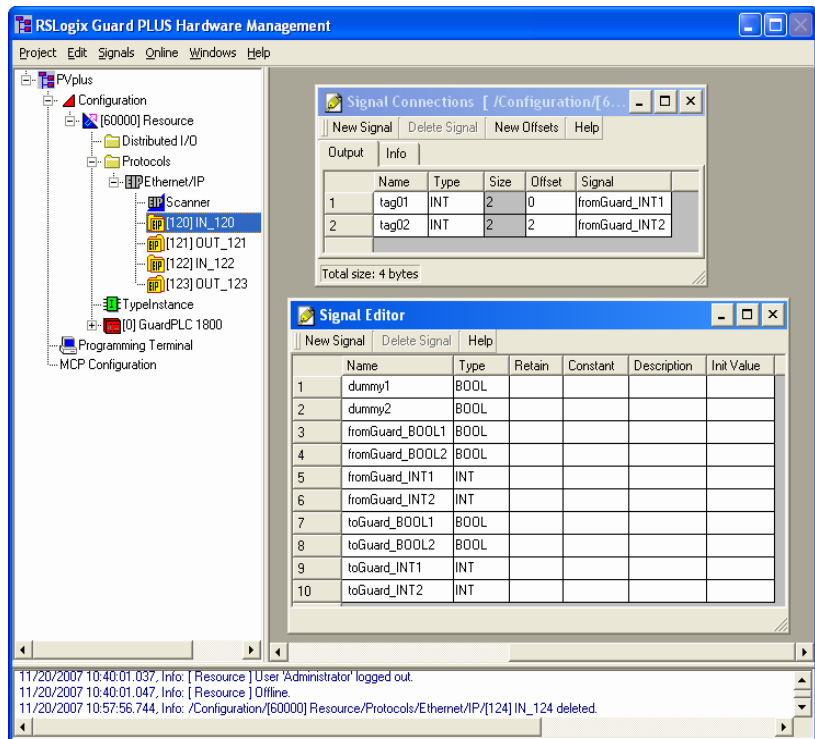 RSLogix Guard PLUS Hardware Management
Project Edit Signals Online Windows Help
PVplus
Configuration
[60000] Resource
Distributed I/O
Protocols
Ethernet/IP
Scanner
[120] IN_120
[121] OUT_121
[122] IN_122
[123] OUT_123
TypeInstance
[0] GuardPLC 1800
Programming Terminal
MCP Configuration
Signal Connections [ /Configuration/[6...
New Signal Delete Signal New Offsets Help
Output Info
Name Type Size Offset Signal
1 tag01 INT 2 0 fromGuard_INT1
2 tag02 INT 2 2 fromGuard_INT2
Total size: 4 bytes
Signal Editor
New Signal Delete Signal Help
Name Type Retain Constant Description Init Value
1 dummy1 BOOL
2 dummy2 BOOL
3 fromGuard_BOOL1 BOOL
4 fromGuard_BOOL2 BOOL
5 fromGuard_INT1 INT
6 fromGuard_INT2 INT
7 toGuard_BOOL1 BOOL
8 toGuard_BOOL2 BOOL
9 toGuard_INT1 INT
10 toGuard_INT2 INT
11/20/2007 10:40:01.037, Info: [ Resource ] User 'Administrator' logged out.
11/20/2007 10:40:01.047, Info: [ Resource ] Offline.
11/20/2007 10:57:56.744, Info: /Configuration/[60000] Resource/Protocols/Ethernet/IP/[124] IN_124 deleted.